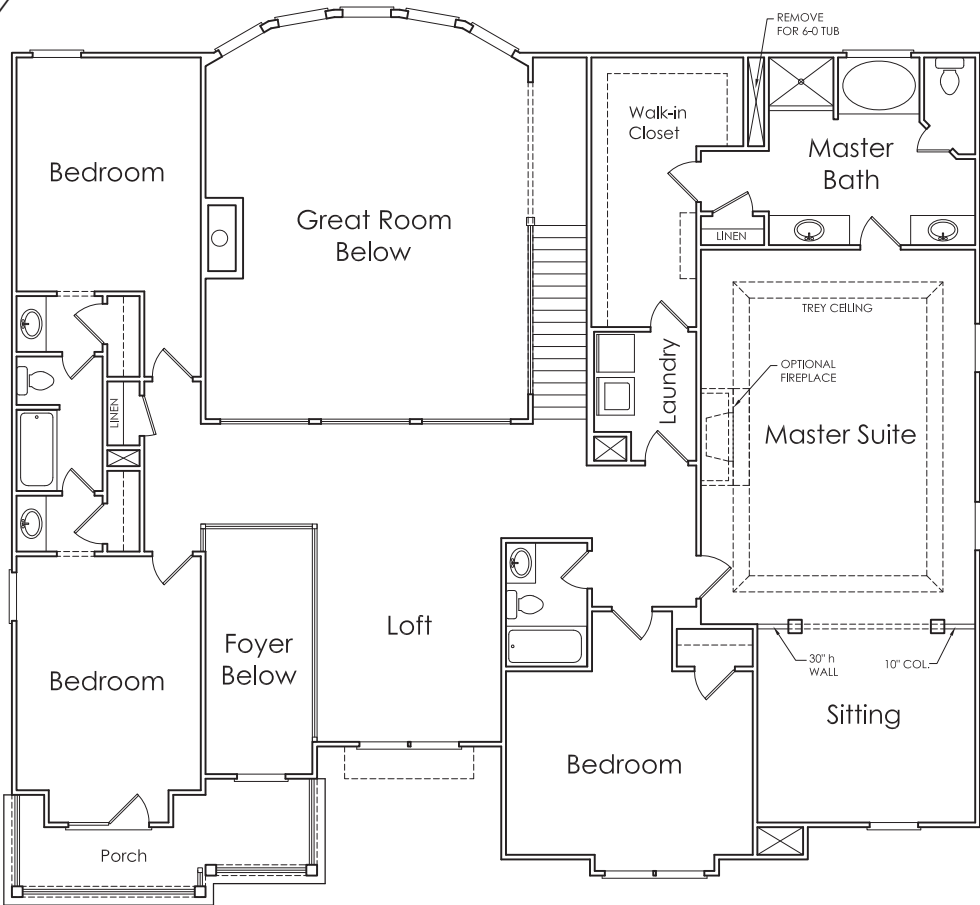 REMOVE
FOR 6-0 TUB
Walk-in
Closet
Master
Bath
Bedroom
Great Room
Below
LINEN
TREY CEILING
OPTIONAL
FIREPLACE
Laundry
LINEN
Master Suite
Loft
Foyer
Below
Bedroom
30" h
WALL
10" COL.
Sitting
Bedroom
Porch